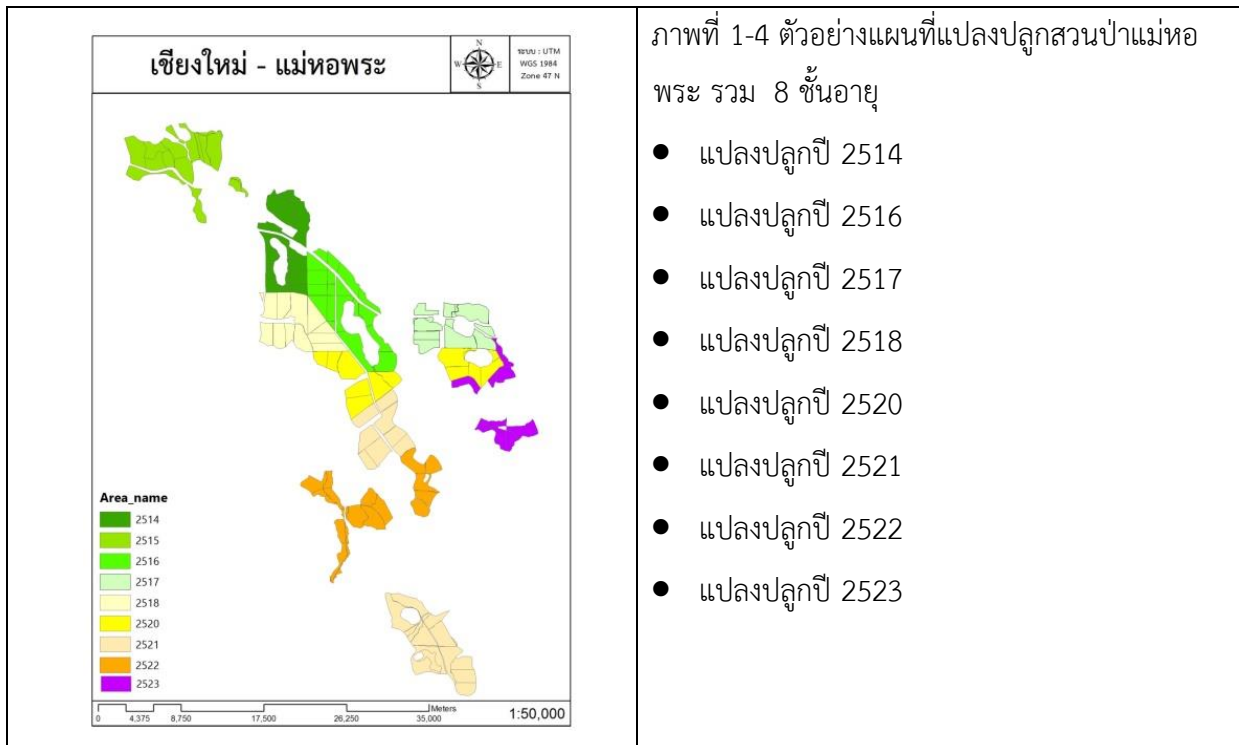 เชียงใหม่ - แม่หอพระ
N
W
E
S
ระบบ : UTM
WGS 1984
Zone 47 N
Area_name
2514
2515
2516
2517
2518
2520
2521
2522
2523
Meters
0 4,375 8,750 17,500 26,250 35,000
1:50,000
ภาพที่ 1-4 ตัวอย่างแผนที่แปลงปลูกสวนป่าแม่หอ
พระ รวม 8 ชั้นอายุ
● แปลงปลูกปี 2514
● แปลงปลูกปี 2516
● แปลงปลูกปี 2517
● แปลงปลูกปี 2518
● แปลงปลูกปี 2520
● แปลงปลูกปี 2521
● แปลงปลูกปี 2522
● แปลงปลูกปี 2523